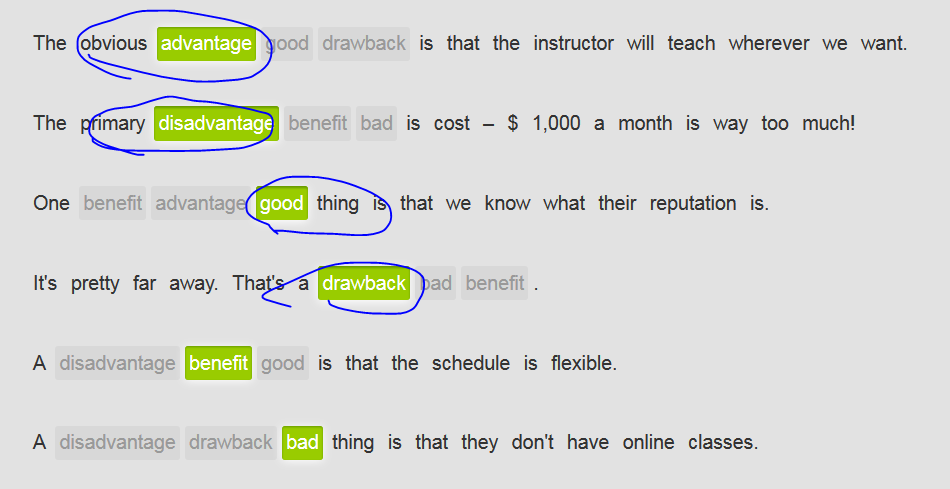 The obvious advantage good drawback is that the instructor will teach wherever we want.
The primary disadvantage benefit bad is cost – $ 1,000 a month is way too much!
One benefit advantage good thing is that we know what their reputation is.
It's pretty far away. That's a drawback bad benefit .
A disadvantage benefit good is that the schedule is flexible.
A disadvantage drawback bad thing is that they don't have online classes.